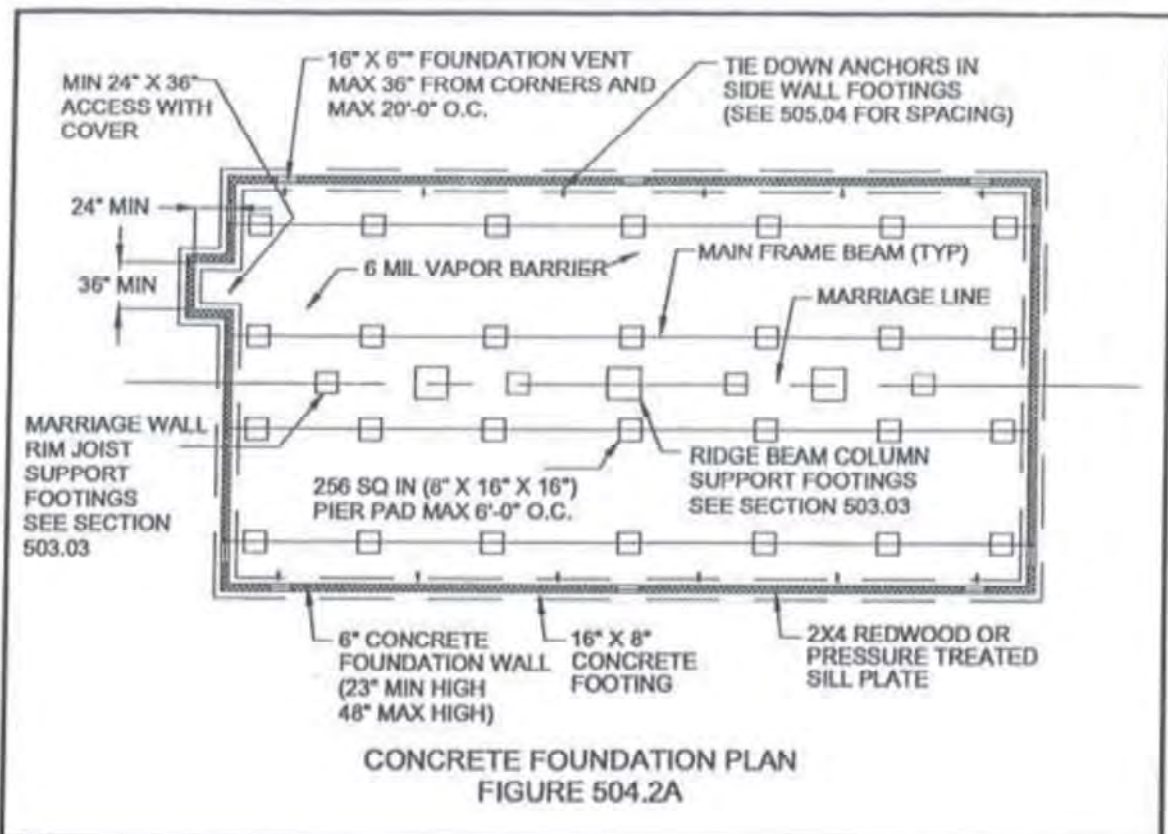 MIN 24" X 36"
ACCESS WITH
COVER
16" X 6"" FOUNDATION VENT
MAX 36" FROM CORNERS AND
MAX 20'-0" O.C.
TIE DOWN ANCHORS IN
SIDE WALL FOOTINGS
(SEE 505.04 FOR SPACING)
24" MIN
36" MIN
6 MIL VAPOR BARRIER
MAIN FRAME BEAM (TYP)
MARRIAGE LINE
MARRIAGE WALL
RIM JOIST
SUPPORT
FOOTINGS
SEE SECTION
503.03
256 SQ IN (8" X 16" X 16")
PIER PAD MAX 6'-0" O.C.
RIDGE BEAM COLUMN
SUPPORT FOOTINGS
SEE SECTION 503.03
6" CONCRETE
FOUNDATION WALL
(23" MIN HIGH
48" MAX HIGH)
16" X 8"
CONCRETE
FOOTING
2X4 REDWOOD OR
PRESSURE TREATED
SILL PLATE
CONCRETE FOUNDATION PLAN
FIGURE 504.2A